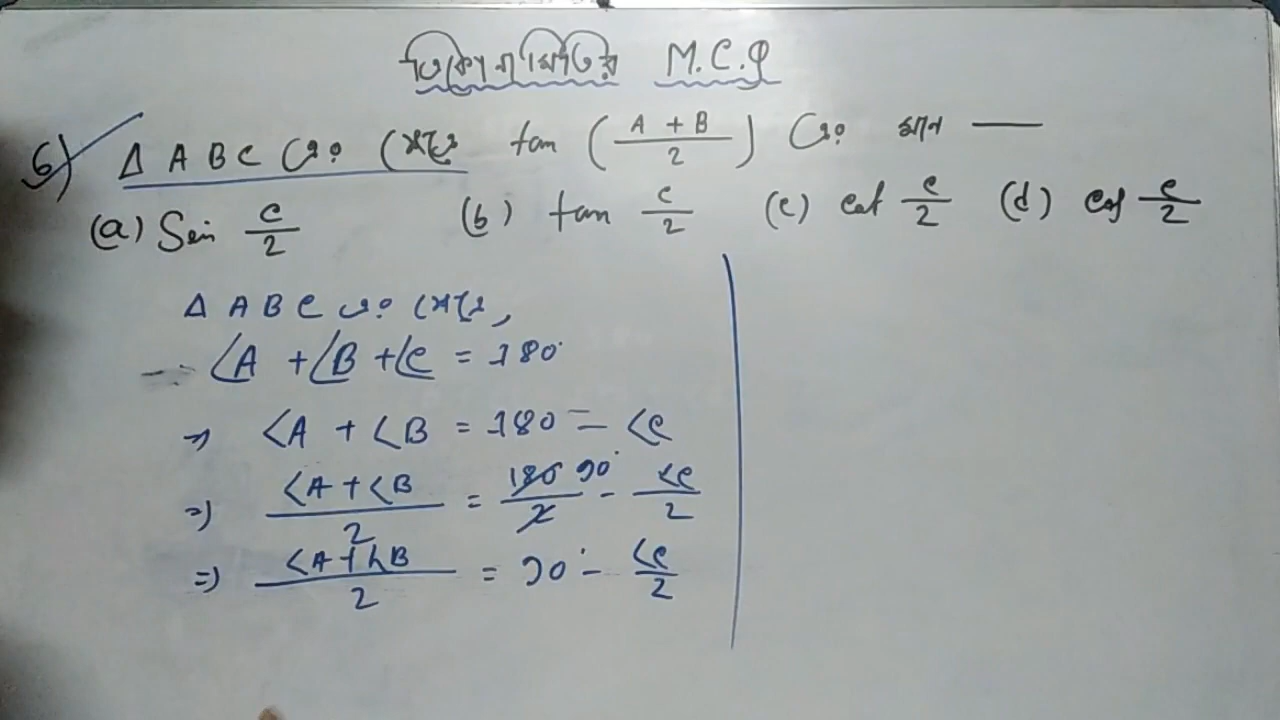 ত্রিকোণমিতির M.C.Q
6) Δ ABC এর ক্ষেত্রে tan (A + B / 2) এর মান —
(a) Sin C/2 (b) tan C/2 (c) cot C/2 (d) cos C/2
Δ ABC এর ক্ষেত্রে,
∠A + ∠B + ∠C = 180°
⇒ ∠A + ∠B = 180 − ∠C
⇒ ∠A + ∠B / 2 = 180/2 90° − ∠C/2
⇒ ∠A + ∠B / 2 = 90° − ∠C/2